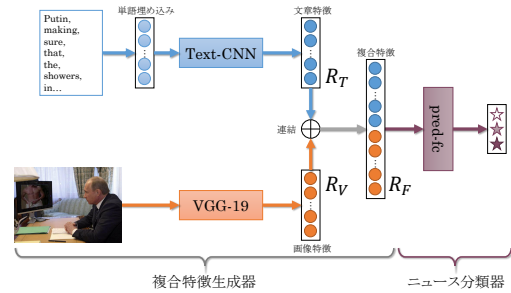 Putin,
making,
sure,
that,
the,
showers,
in...
単語埋め込み
Text-CNN
文章特徴
R_T
複合特徴
連結
pred-fc
VGG-19
R_V
R_F
画像特徴
複合特徴生成器
ニュース分類器